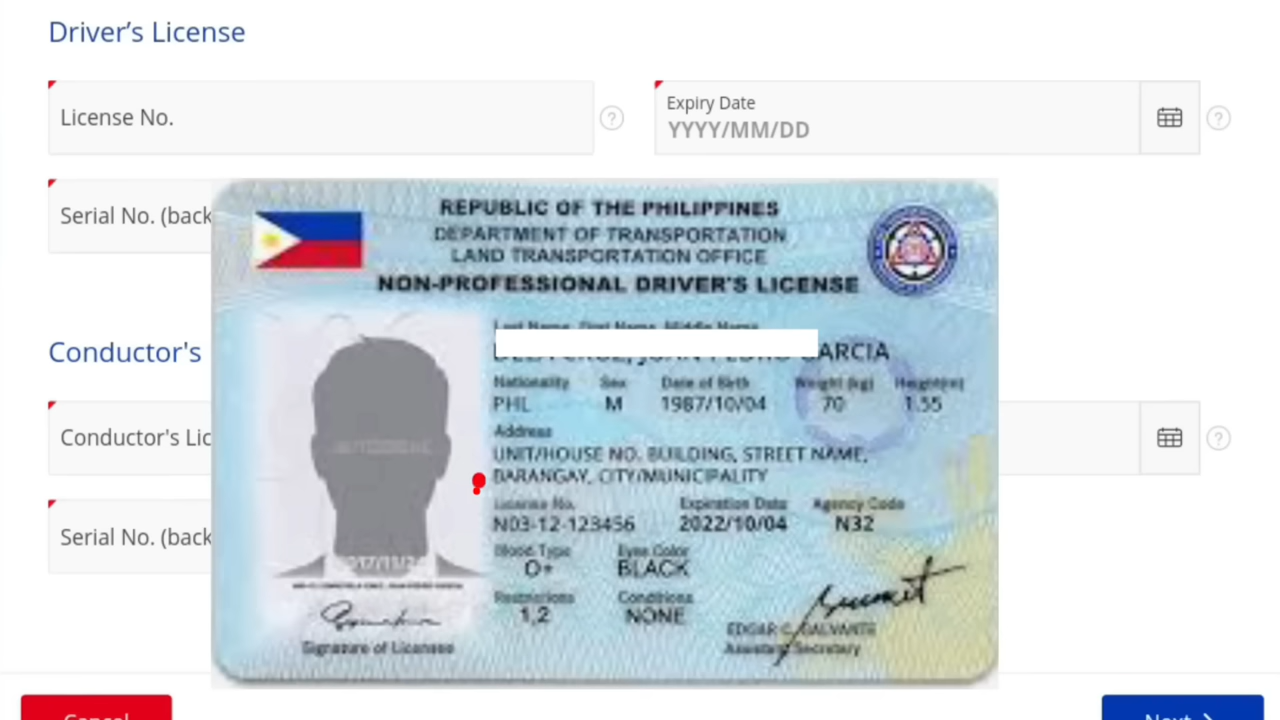 Driver's License
License No.
Expiry Date
YYYY/MM/DD
Serial No. (back
REPUBLIC OF THE PHILIPPINES
DEPARTMENT OF TRANSPORTATION
LAND TRANSPORTATION OFFICE
NON-PROFESSIONAL DRIVER'S LICENSE
Last Name, First Name, Middle Name
GARCIA
Nationality Sex Date of Birth Weight (kg) Height(m)
PHL M 1987/10/04 70 1.55
Address
UNIT/HOUSE NO. BUILDING, STREET NAME,
BARANGAY, CITY/MUNICIPALITY
License No. Expiration Date Agency Code
N03-12-123456 2022/10/04 N32
Blood Type Eyes Color
O+ BLACK
Restrictions Conditions
1,2 NONE
EDGAR C. GALVANTE
Assistant Secretary
Signature of Licensee
Conductor's
Conductor's Lic
Serial No. (back
Cancel
Next